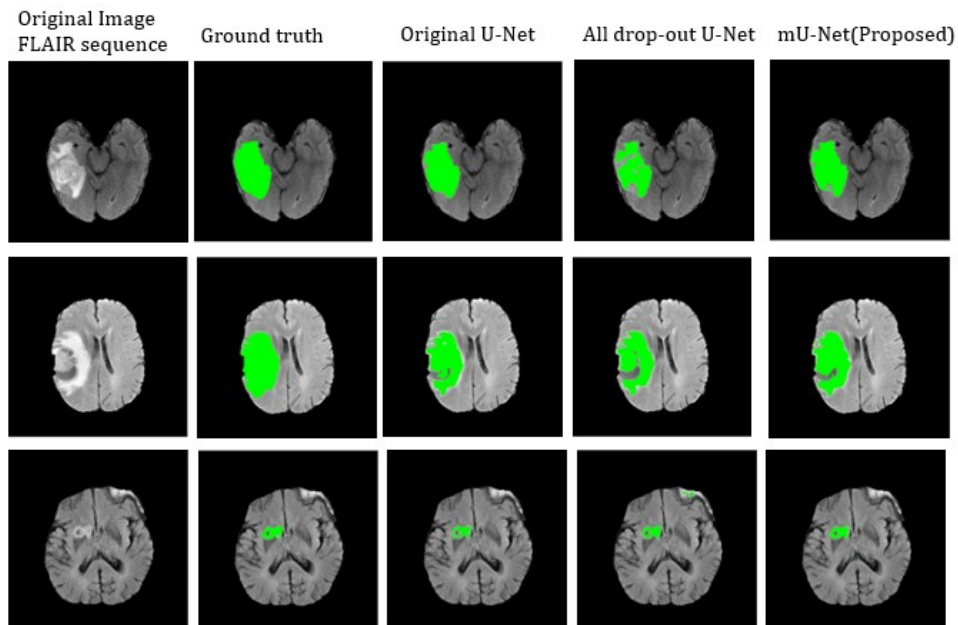 Original Image
FLAIR sequence
Ground truth
Original U-Net
All drop-out U-Net
mU-Net(Proposed)